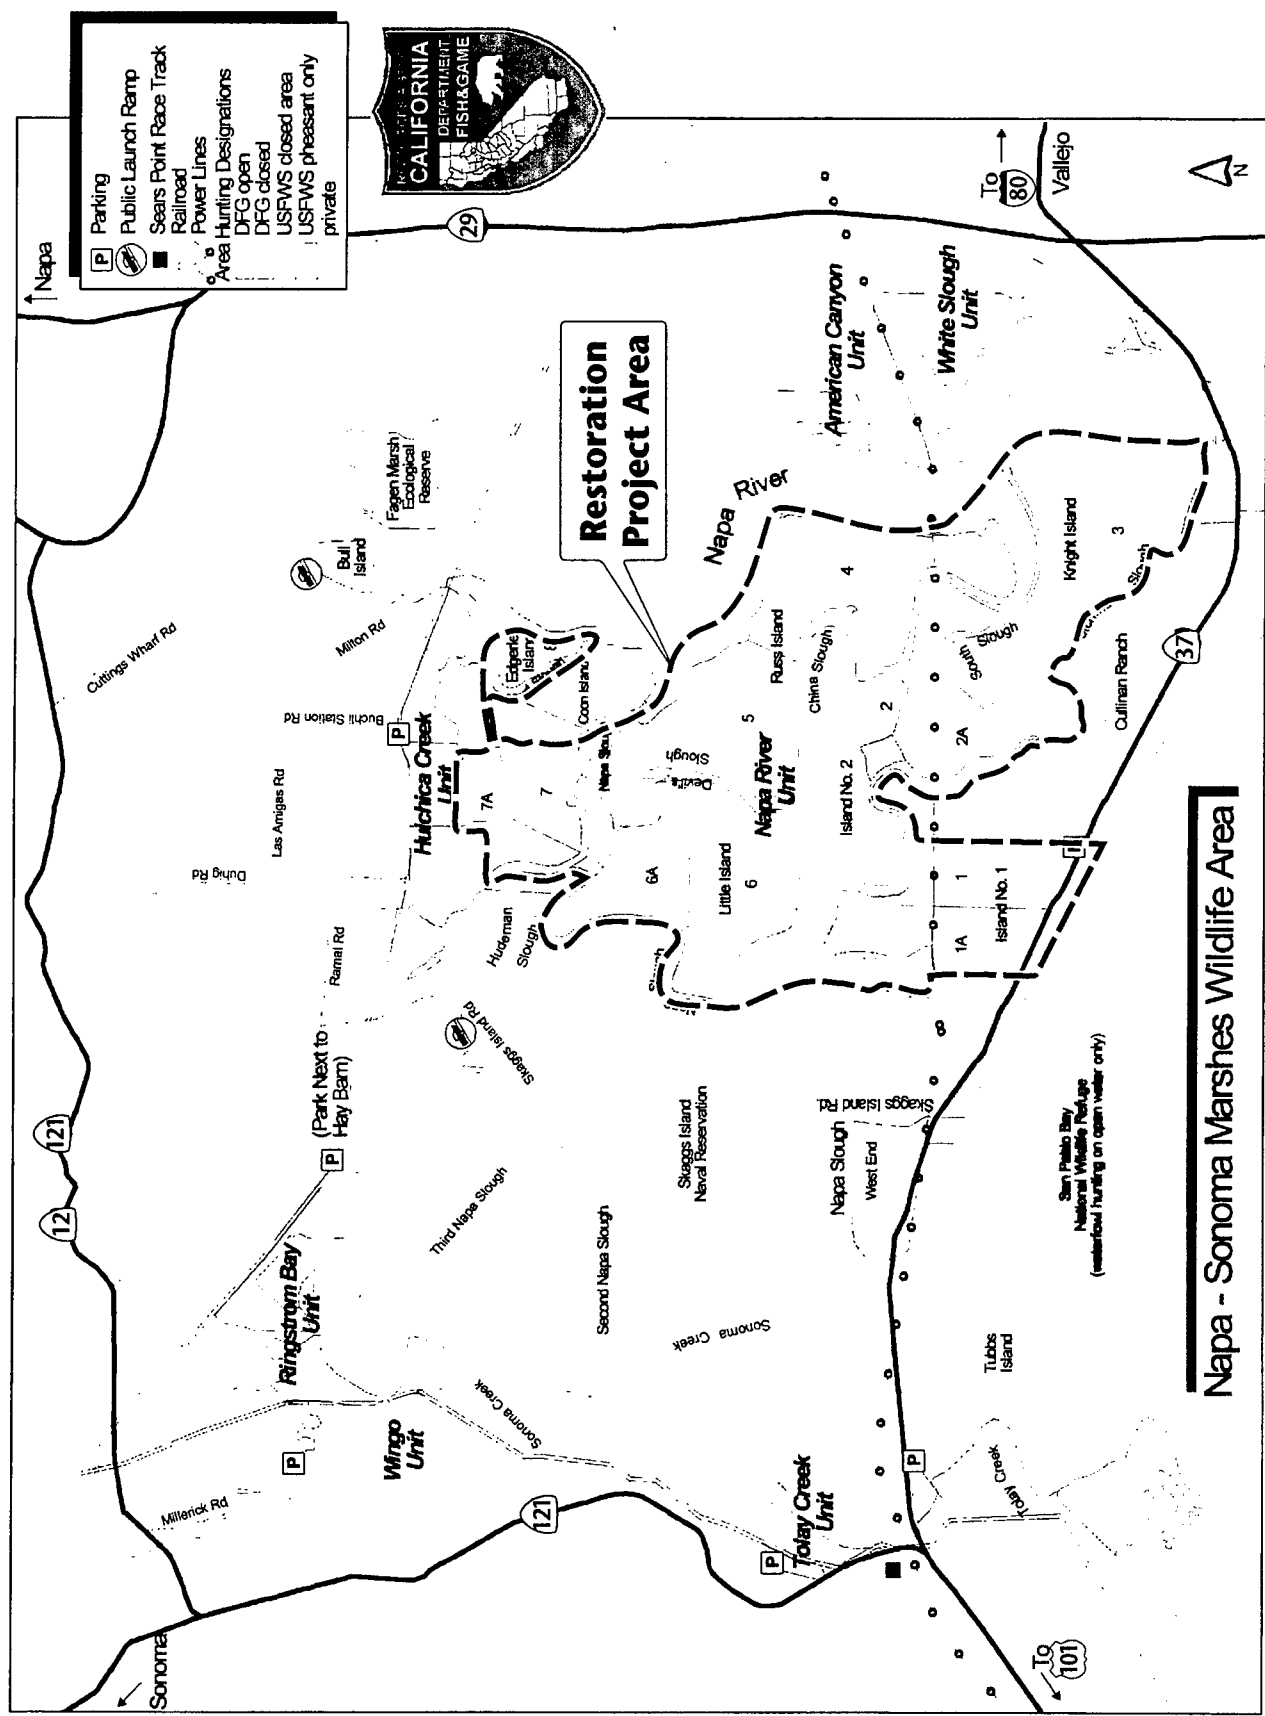 Parking
Public Launch Ramp
Sears Point Race Track
Railroad
Power Lines
Area Hunting Designations
DFG open
DFG closed
USFWS closed area
USFWS pheasant only
private
P
CALIFORNIA
DEPARTMENT
FISH&GAME
Napa
29
To
80
Vallejo
N
American Canyon
Unit
White Slough
Unit
Restoration
Project Area
Fagen Marsh
Ecological
Reserve
Bull
Island
Napa River
Cuttings Wharf Rd
Milton Rd
Buchli Station Rd
P
Huichica Creek
Unit
Las Amigas Rd
Duhig Rd
Ramal Rd
Island
Coon Island
7A
7
Napa
Devil's
Slough
Russ Island
China Slough
4
5
2
Napa River
Unit
Island No. 2
2A
South Slough
Knight Island
3
Slough
Cullinan Ranch
37
6A
Little Island
6
1
1A
Island No. 1
Hudeman
Slough
Skaggs Island Rd
(Park Next to
Hay Barn)
P
121
12
Third Napa Slough
Second Napa Slough
Skaggs Island
Naval Reservation
Skaggs Island Rd.
Napa Slough
West End
San Pablo Bay
National Wildlife Refuge
(waterfowl hunting on open water only)
Ringstrom Bay
Unit
Wingo
Unit
P
Sonoma Creek
Sonoma Creek
Tubbs
Island
Millerick Rd
121
P
Tolay Creek
Unit
P
Tolay Creek
Sonoma
To
101
Napa - Sonoma Marshes Wildlife Area